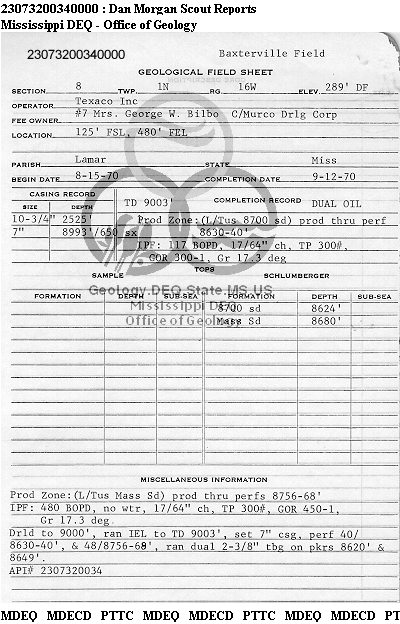 23073200340000 : Dan Morgan Scout Reports
Mississippi DEQ - Office of Geology
23073200340000 Baxterville Field
GEOLOGICAL FIELD SHEET
SECTION 8 TWP. 1N RG. 16W ELEV. 289' DF
OPERATOR Texaco Inc
FEE OWNER #7 Mrs. George W. Bilbo C/Murco Drlg Corp
LOCATION 125' FSL, 480' FEL
PARISH Lamar STATE Miss
BEGIN DATE 8-15-70 COMPLETION DATE 9-12-70
CASING RECORD TD 9003' COMPLETION RECORD DUAL OIL
SIZE DEPTH
10-3/4" 2525' Prod Zone:(L/Tus 8700 sd) prod thru perf
7" 8993'/650 sx 8630-40'
IPF: 117 BOPD, 17/64" ch, TP 300#,
GOR 300-1, Gr 17.3 deg
TOPS
SAMPLE SCHLUMBERGER
FORMATION DEPTH SUB-SEA FORMATION DEPTH SUB-SEA
Geology.DEQ.State.MS.US
8700 sd 8624'
Mississippi DEQ
Office of Geology
Mass Sd 8680'
MISCELLANEOUS INFORMATION
Prod Zone:(L/Tus Mass Sd) prod thru perfs 8756-68'
IPF: 480 BOPD, no wtr, 17/64" ch, TP 300#, GOR 450-1,
Gr 17.3 deg.
Drld to 9000', ran IEL to TD 9003', set 7" csg, perf 40/
8630-40', & 48/8756-68', ran dual 2-3/8" tbg on pkrs 8620' &
8649'.
API# 2307320034
MDEQ MDECD PTTC MDEQ MDECD PTTC MDEQ MDECD PT